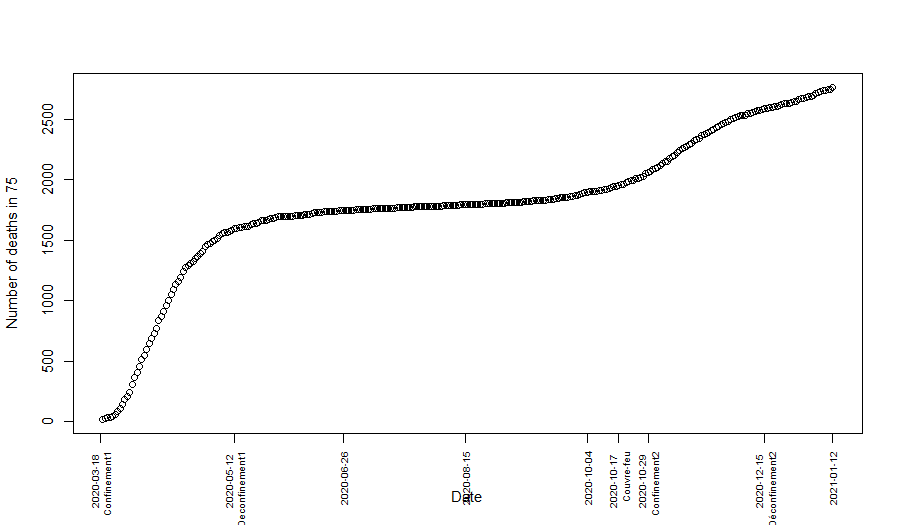 Number of deaths in 75
2500
2000
1500
1000
500
0
2020-03-18
Confinement1
2020-05-12
Deconfinement1
2020-06-26
2020-08-15
2020-10-04
2020-10-17
Couvre-feu
2020-10-29
Confinement2
2020-12-15
Déconfinement2
2021-01-12
Date